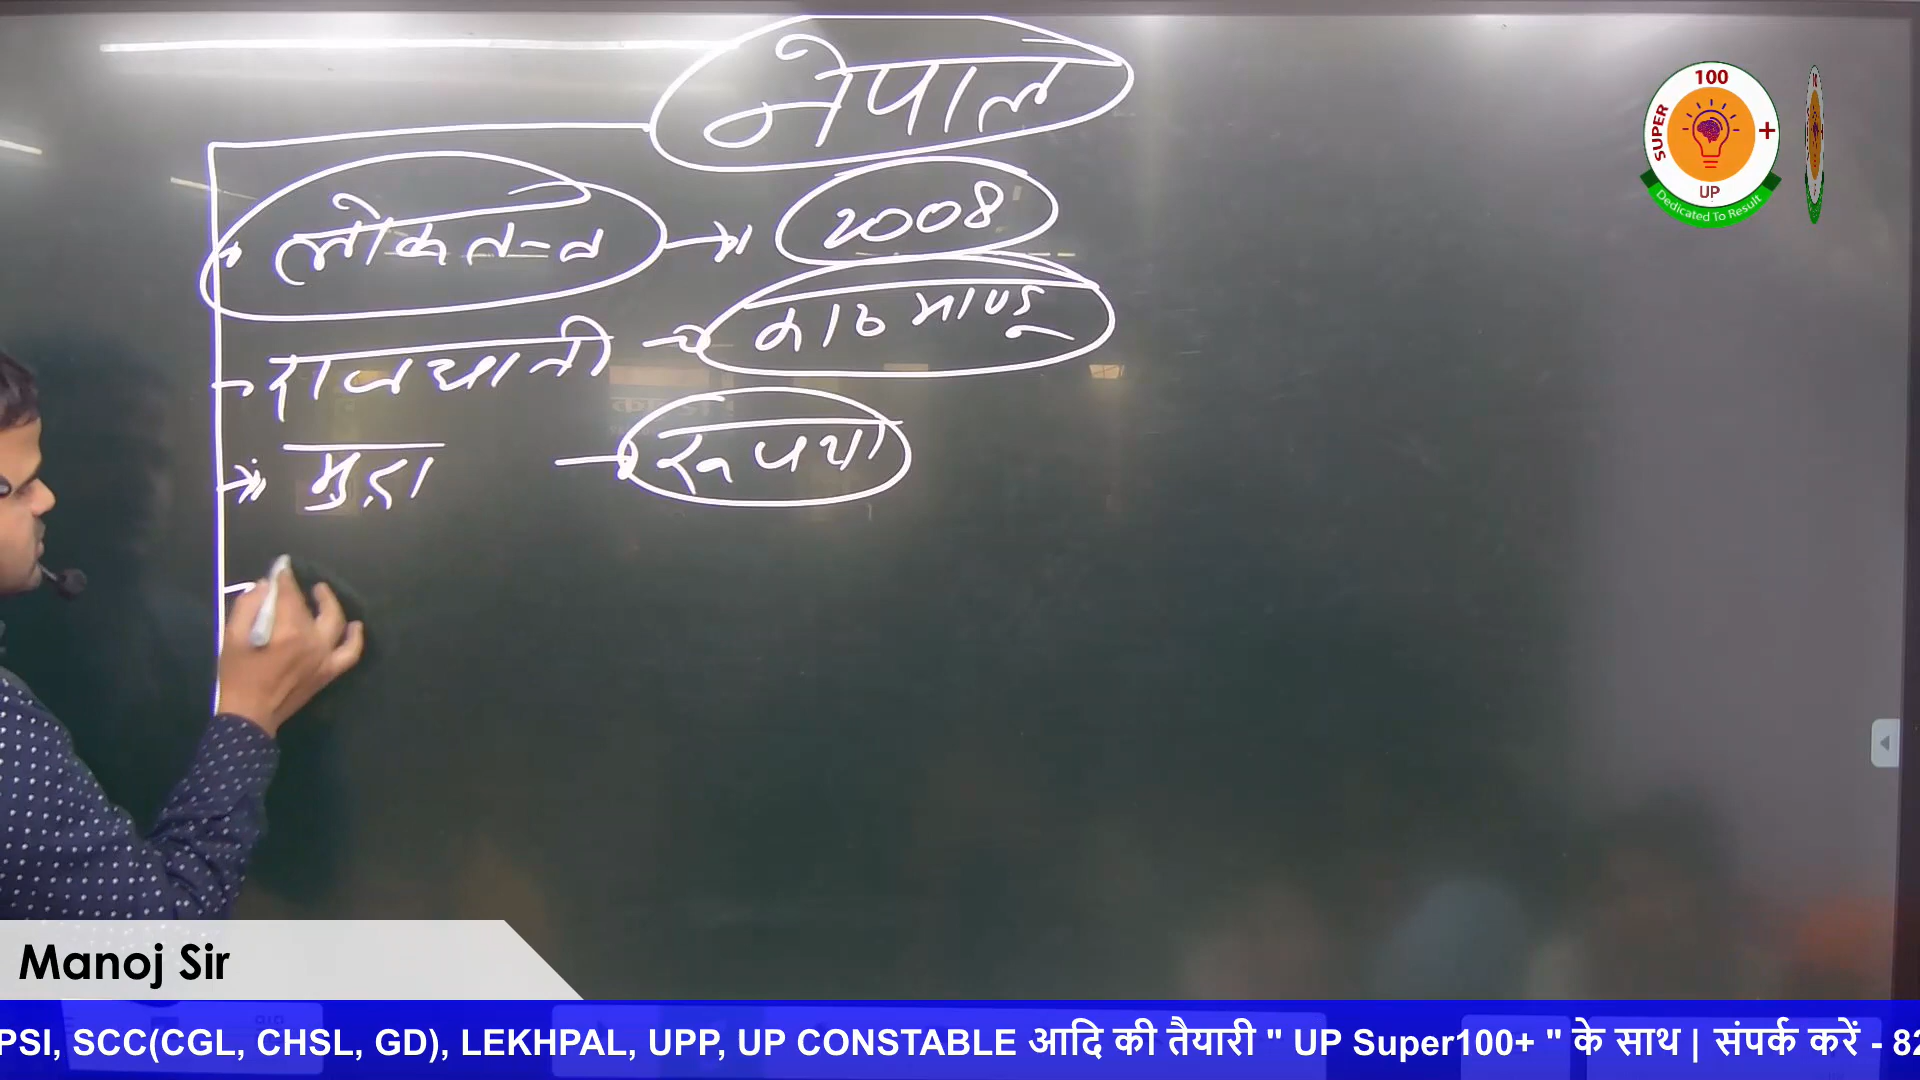 नेपाल
लोकतन्त → 2008
राजधानी → काठमाण्डू
मुद्रा → रूपया
100
SUPER +
UP
Dedicated To Result
Manoj Sir
PSI, SCC(CGL, CHSL, GD), LEKHPAL, UPP, UP CONSTABLE आदि की तैयारी " UP Super100+ " के साथ | संपर्क करें - 82